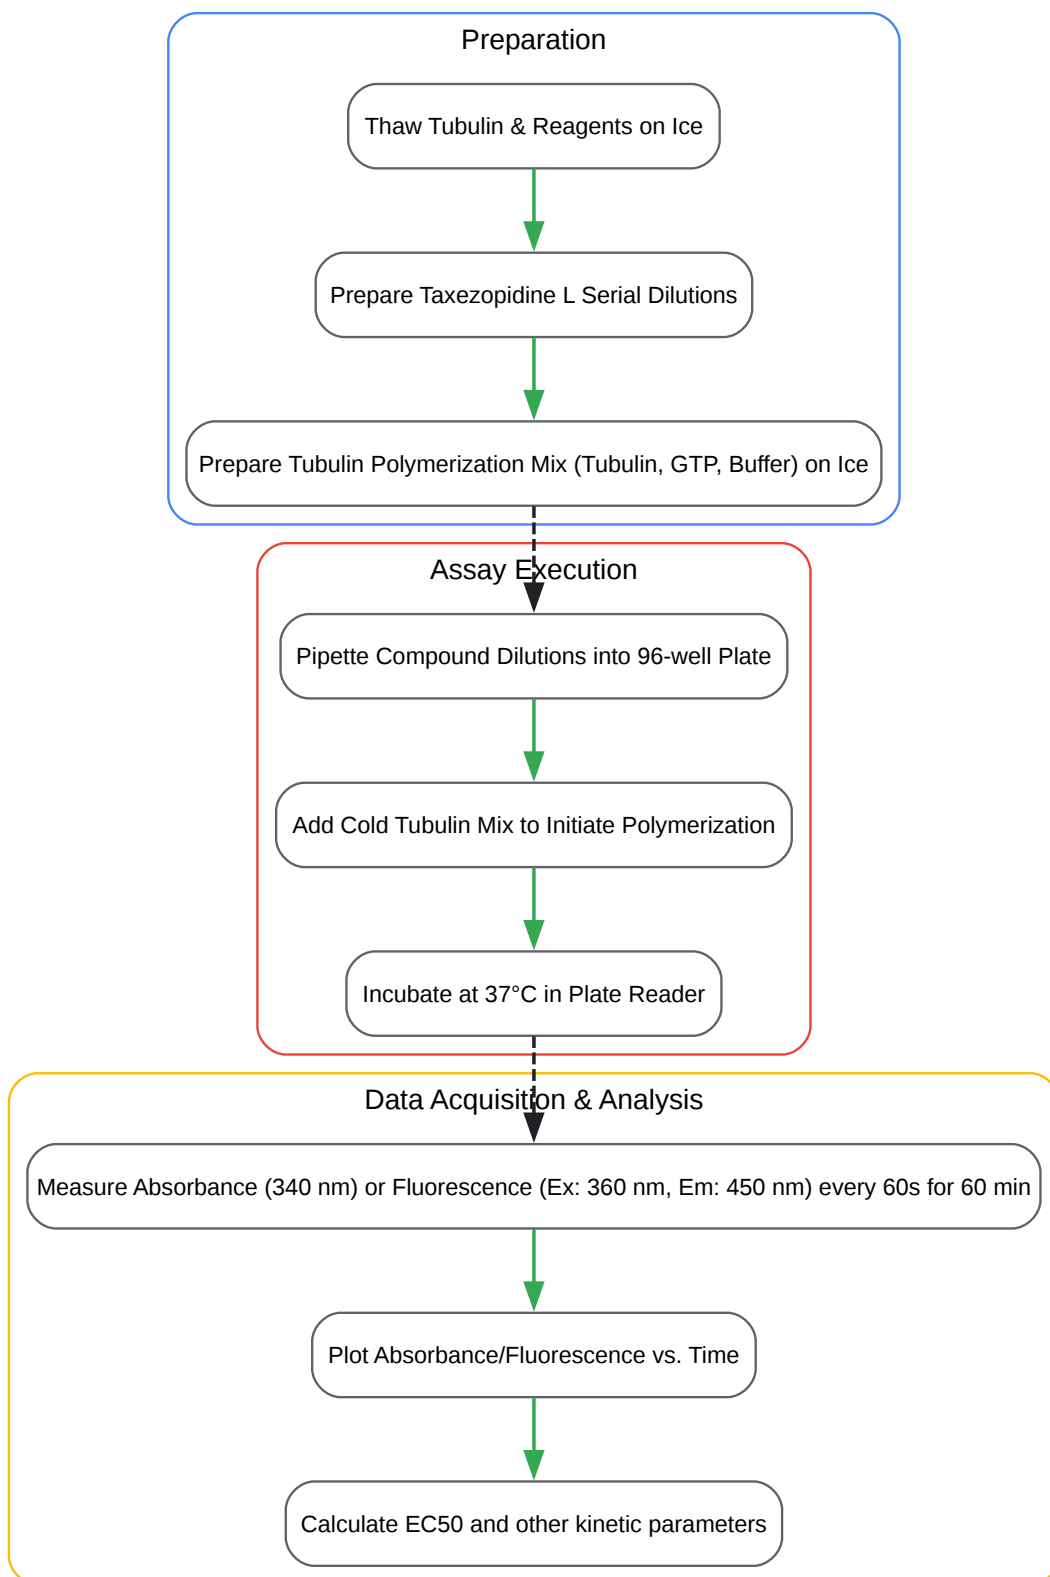 Preparation
Thaw Tubulin & Reagents on Ice
Prepare Taxezopidine L Serial Dilutions
Prepare Tubulin Polymerization Mix (Tubulin, GTP, Buffer) on Ice
Assay Execution
Pipette Compound Dilutions into 96-well Plate
Add Cold Tubulin Mix to Initiate Polymerization
Incubate at 37°C in Plate Reader
Data Acquisition & Analysis
Measure Absorbance (340 nm) or Fluorescence (Ex: 360 nm, Em: 450 nm) every 60s for 60 min
Plot Absorbance/Fluorescence vs. Time
Calculate EC50 and other kinetic parameters